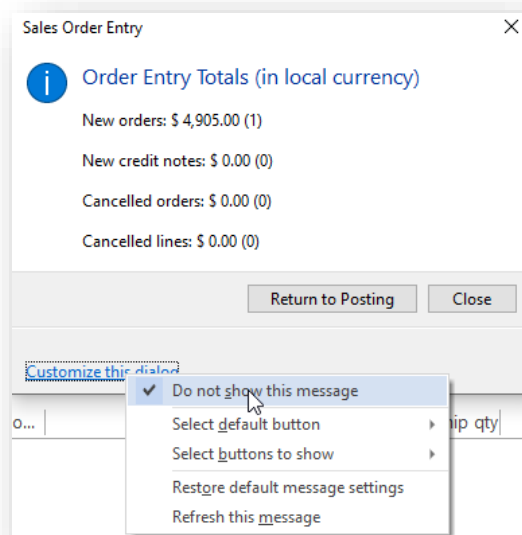 Sales Order Entry
Order Entry Totals (in local currency)
New orders: $ 4,905.00 (1)
New credit notes: $ 0.00 (0)
Cancelled orders: $ 0.00 (0)
Cancelled lines: $ 0.00 (0)
Return to Posting Close
Customize this dialog
Do not show this message
o... hip qty
Select default button
Select buttons to show
Restore default message settings
Refresh this message